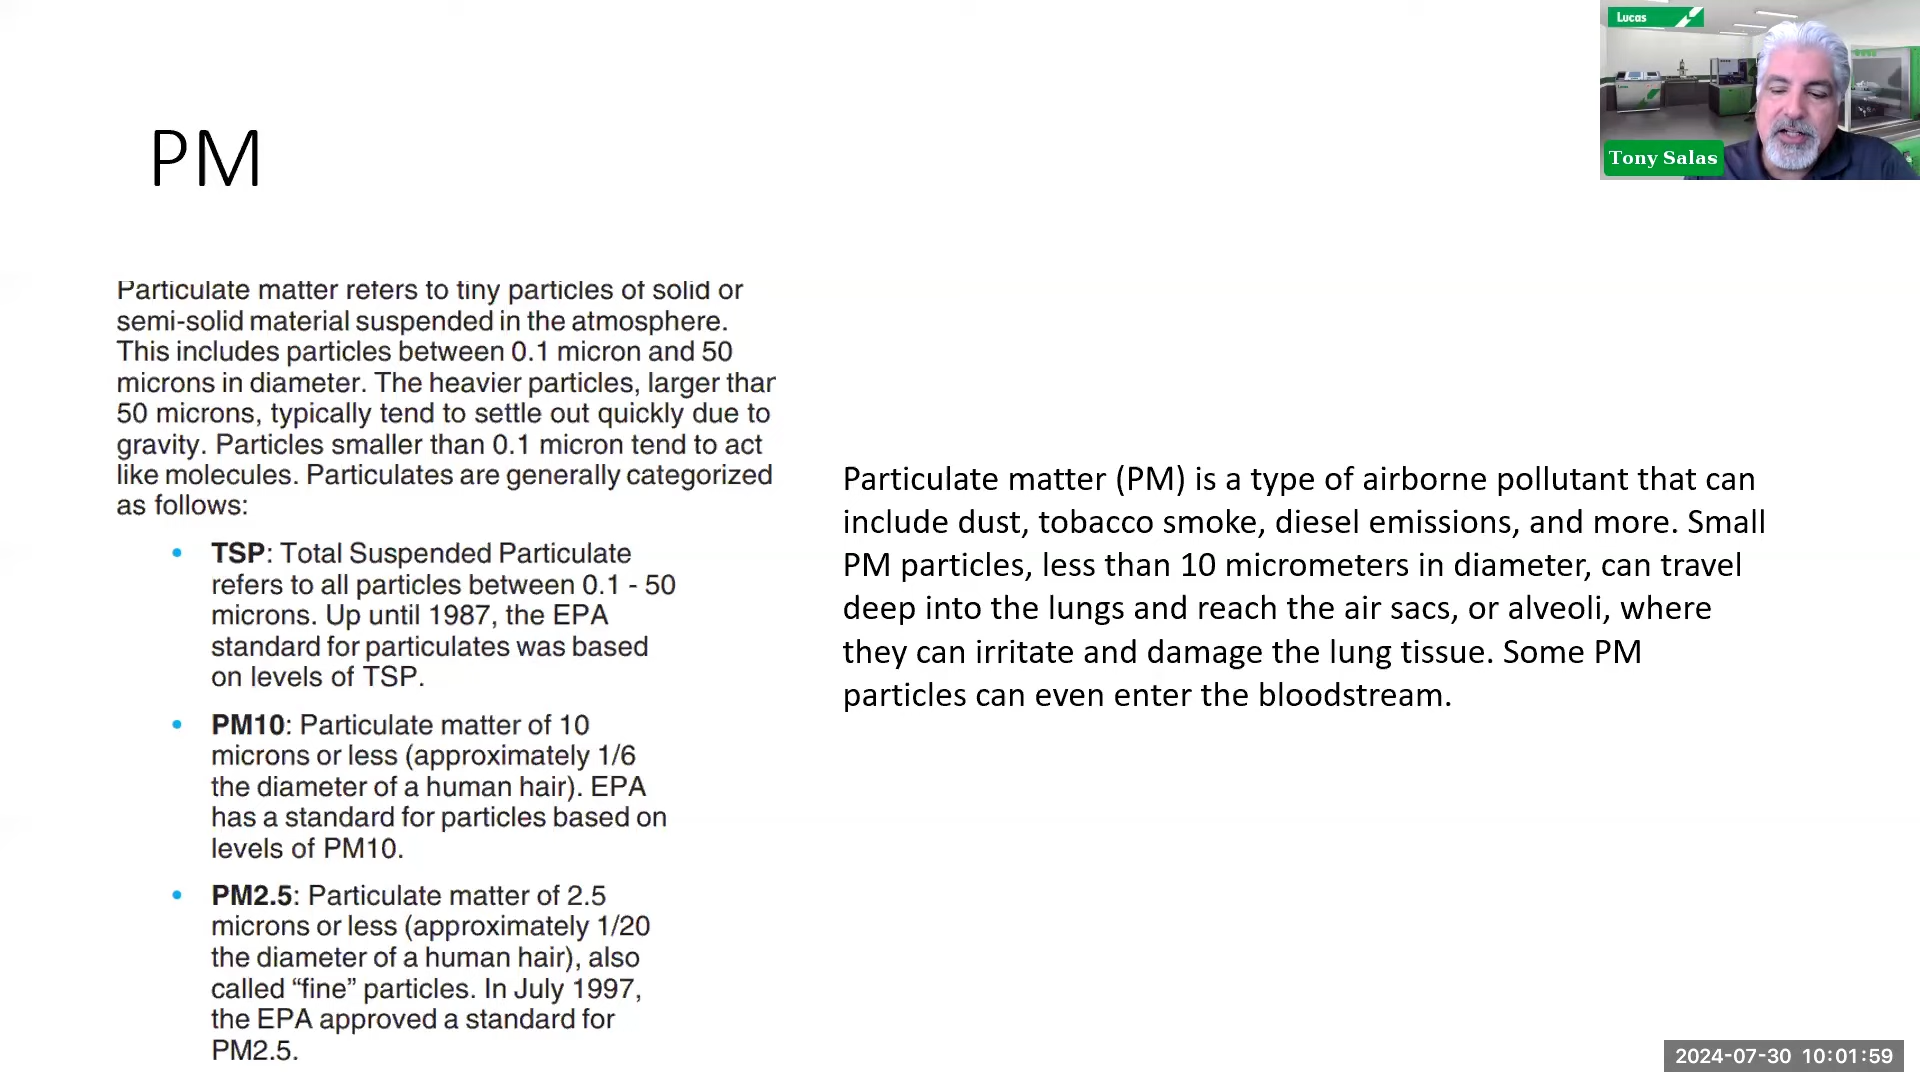 Lucas
Tony Salas
PM
Particulate matter refers to tiny particles of solid or
semi-solid material suspended in the atmosphere.
This includes particles between 0.1 micron and 50
microns in diameter. The heavier particles, larger than
50 microns, typically tend to settle out quickly due to
gravity. Particles smaller than 0.1 micron tend to act
like molecules. Particulates are generally categorized
as follows:
• TSP: Total Suspended Particulate
refers to all particles between 0.1 - 50
microns. Up until 1987, the EPA
standard for particulates was based
on levels of TSP.
• PM10: Particulate matter of 10
microns or less (approximately 1/6
the diameter of a human hair). EPA
has a standard for particles based on
levels of PM10.
• PM2.5: Particulate matter of 2.5
microns or less (approximately 1/20
the diameter of a human hair), also
called “fine” particles. In July 1997,
the EPA approved a standard for
PM2.5.
Particulate matter (PM) is a type of airborne pollutant that can
include dust, tobacco smoke, diesel emissions, and more. Small
PM particles, less than 10 micrometers in diameter, can travel
deep into the lungs and reach the air sacs, or alveoli, where
they can irritate and damage the lung tissue. Some PM
particles can even enter the bloodstream.
2024-07-30 10:01:59